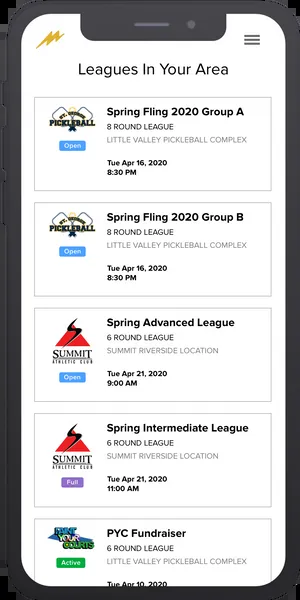 Leagues In Your Area
ST. GEORGE
PICKLEBALL
Open
Spring Fling 2020 Group A
8 ROUND LEAGUE
LITTLE VALLEY PICKLEBALL COMPLEX
Tue Apr 16, 2020
8:30 PM
ST. GEORGE
PICKLEBALL
Open
Spring Fling 2020 Group B
8 ROUND LEAGUE
LITTLE VALLEY PICKLEBALL COMPLEX
Tue Apr 16, 2020
8:30 PM
SUMMIT
ATHLETIC CLUB
Open
Spring Advanced League
6 ROUND LEAGUE
SUMMIT RIVERSIDE LOCATION
Tue Apr 21, 2020
9:00 AM
SUMMIT
ATHLETIC CLUB
Full
Spring Intermediate League
6 ROUND LEAGUE
SUMMIT RIVERSIDE LOCATION
Tue Apr 21, 2020
11:00 AM
PAINT
YOUR
COURTS
Active
PYC Fundraiser
6 ROUND LEAGUE
LITTLE VALLEY PICKLEBALL COMPLEX
Tue Apr 10, 2020